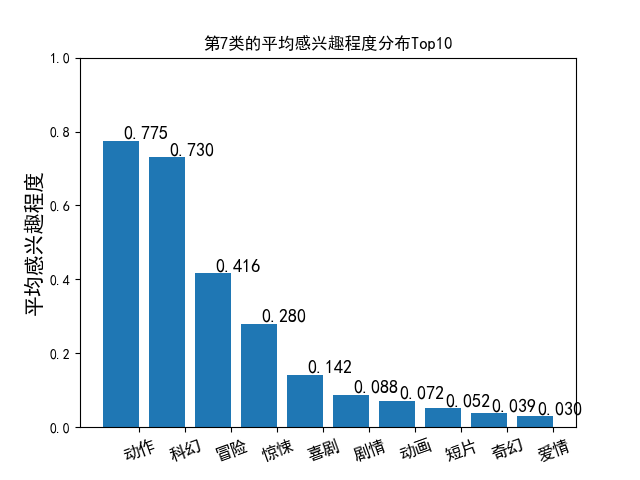 第7类的平均感兴趣程度分布Top10
平均感兴趣程度
1.0
0.8
0.6
0.4
0.2
0.0
0.775
0.730
0.416
0.280
0.142
0.088
0.072
0.052
0.039
0.030
动作
科幻
冒险
惊悚
喜剧
剧情
动画
短片
奇幻
爱情